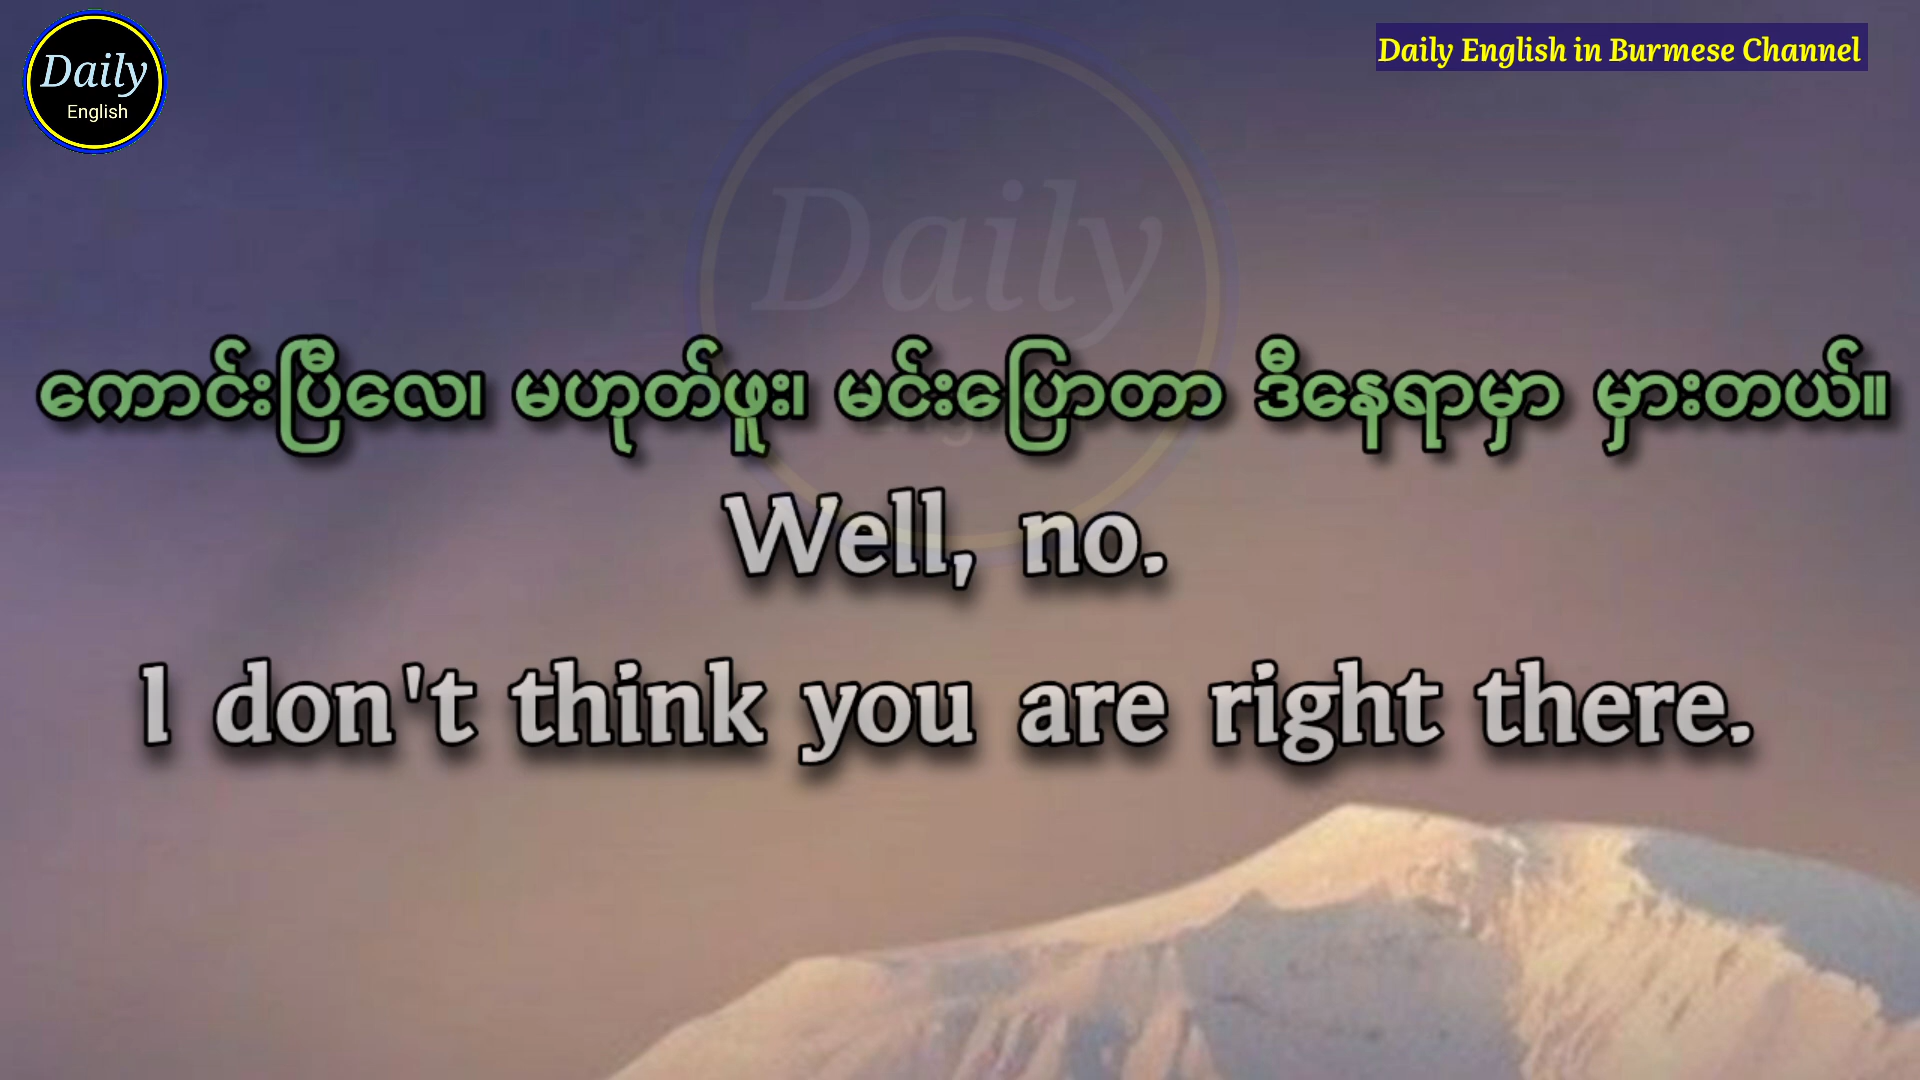 Daily
English
Daily English in Burmese Channel
Daily
ကောင်းပြီလေ၊ မဟုတ်ဖူး၊ မင်းပြောတာ ဒီနေရာမှာ မှားတယ်။
Well, no.
I don't think you are right there.